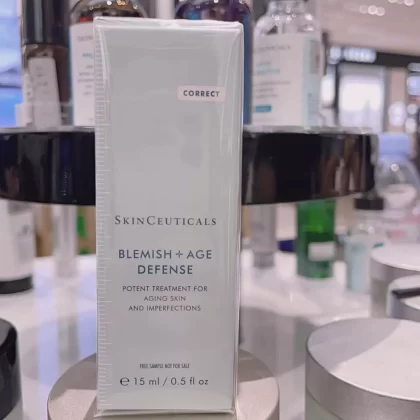 CORRECT
SKINCEUTICALS
BLEMISH + AGE
DEFENSE
POTENT TREATMENT FOR
AGING SKIN
AND IMPERFECTIONS
FREE SAMPLE NOT FOR SALE
℮ 15 ml / 0.5 fl oz